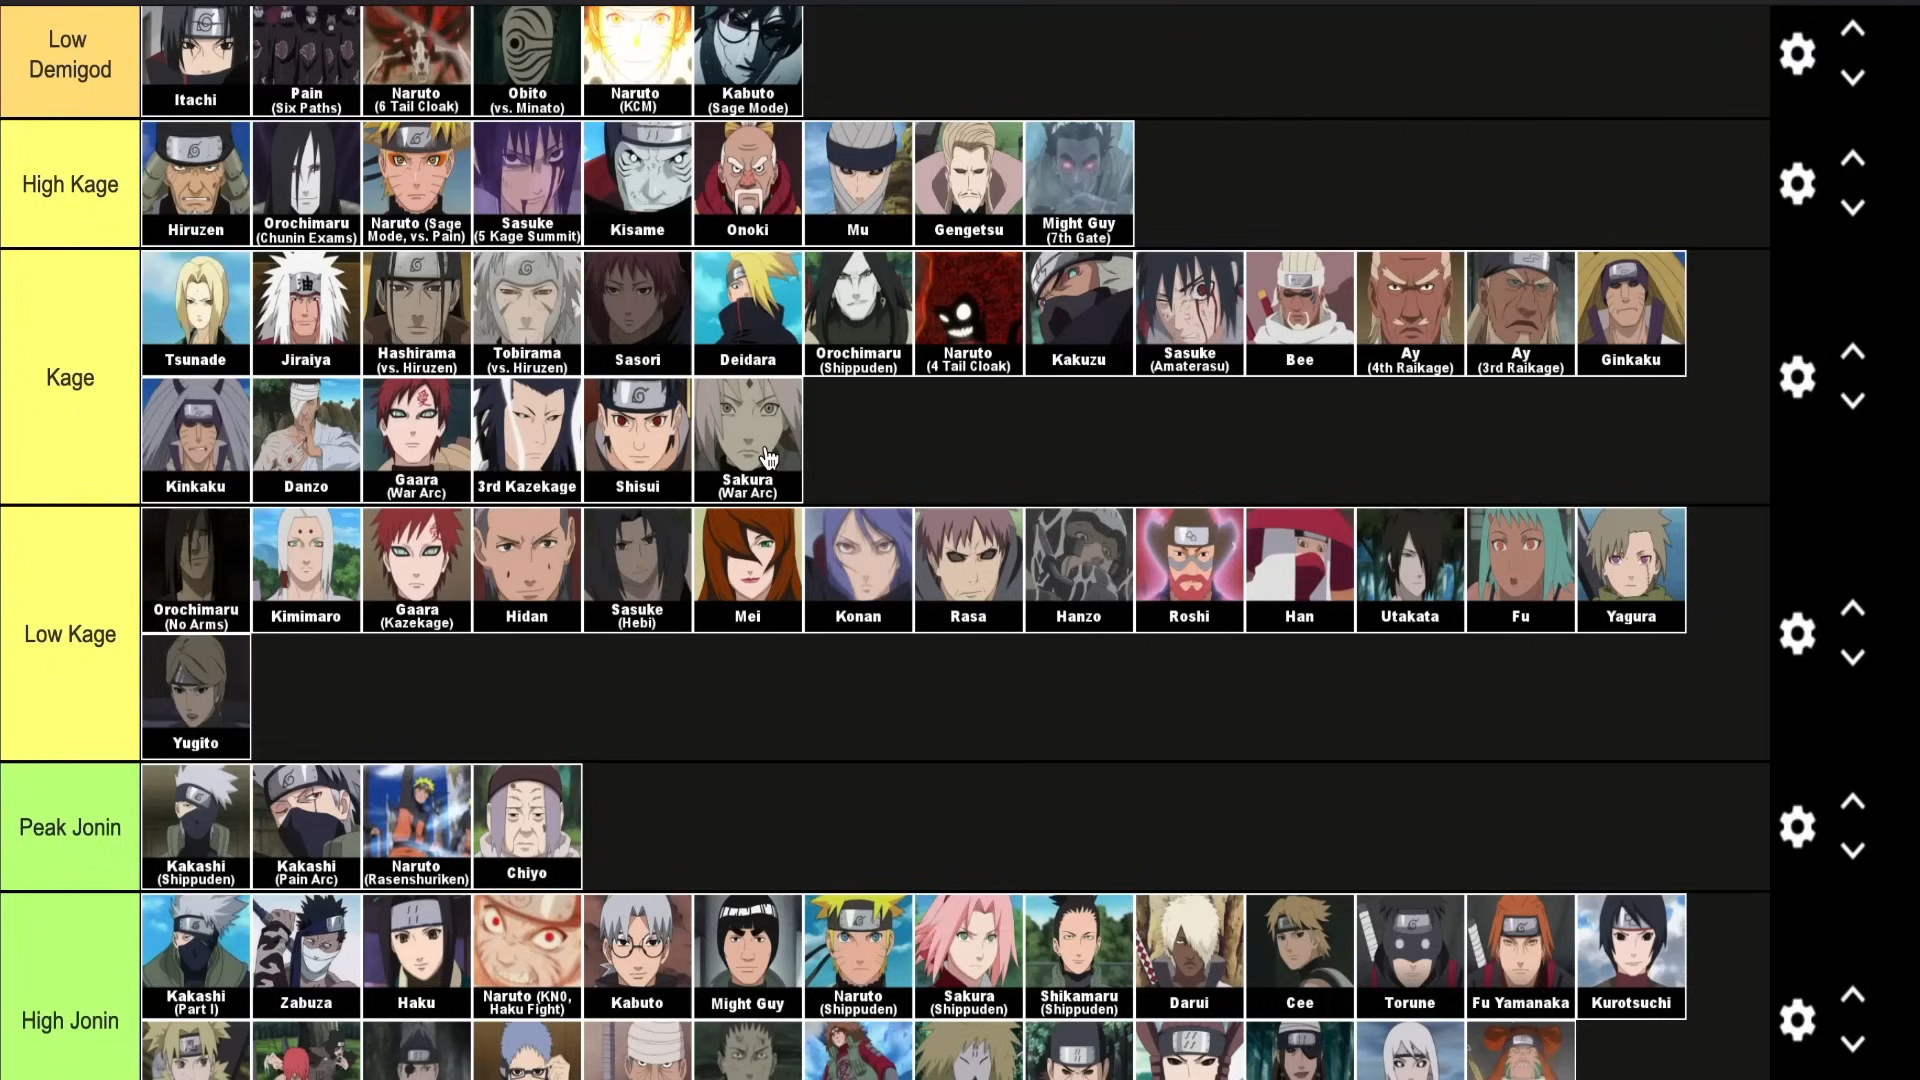 Low
Demigod
Itachi
Pain
(Six Paths)
Naruto
(6 Tail Cloak)
Obito
(vs. Minato)
Naruto
(KCM)
Kabuto
(Sage Mode)
High Kage
Hiruzen
Orochimaru
(Chunin Exams)
Naruto (Sage
Mode, vs. Pain)
Sasuke
(5 Kage Summit)
Kisame
Onoki
Mu
Gengetsu
Might Guy
(7th Gate)
Kage
Tsunade
油
Jiraiya
Hashirama
(vs. Hiruzen)
Tobirama
(vs. Hiruzen)
Sasori
Deidara
Orochimaru
(Shippuden)
Naruto
(4 Tail Cloak)
Kakuzu
Sasuke
(Amaterasu)
Bee
Ay
(4th Raikage)
Ay
(3rd Raikage)
Ginkaku
Kinkaku
Danzo
愛
Gaara
(War Arc)
3rd Kazekage
Shisui
Sakura
(War Arc)
Low Kage
Orochimaru
(No Arms)
Kimimaro
Gaara
(Kazekage)
Hidan
Sasuke
(Hebi)
Mei
Konan
Rasa
Hanzo
Roshi
Han
Utakata
Fu
Yagura
Yugito
Peak Jonin
Kakashi
(Shippuden)
Kakashi
(Pain Arc)
Naruto
(Rasenshuriken)
Chiyo
High Jonin
Kakashi
(Part I)
Zabuza
Haku
Naruto (KN0,
Haku Fight)
Kabuto
Might Guy
Naruto
(Shippuden)
Sakura
(Shippuden)
Shikamaru
(Shippuden)
Darui
Cee
Torune
Fu Yamanaka
Kurotsuchi